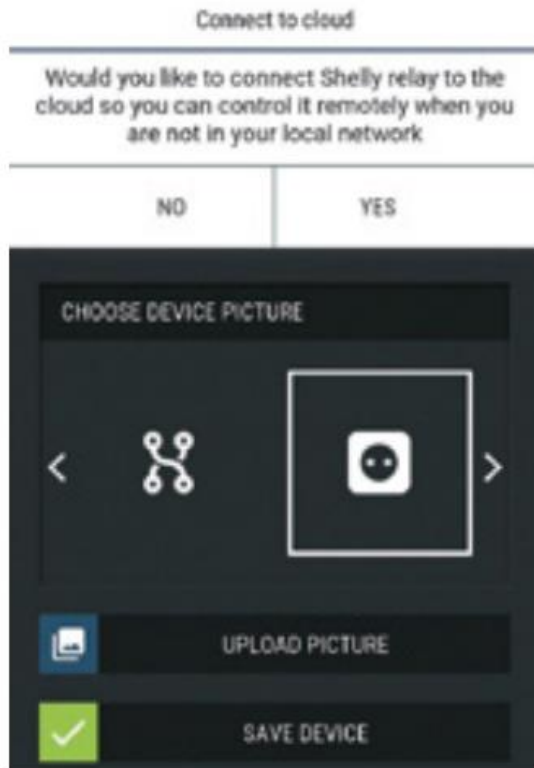 Connect to cloud
Would you like to connect Shelly relay to the
cloud so you can control it remotely when you
are not in your local network
NO YES
CHOOSE DEVICE PICTURE
UPLOAD PICTURE
SAVE DEVICE